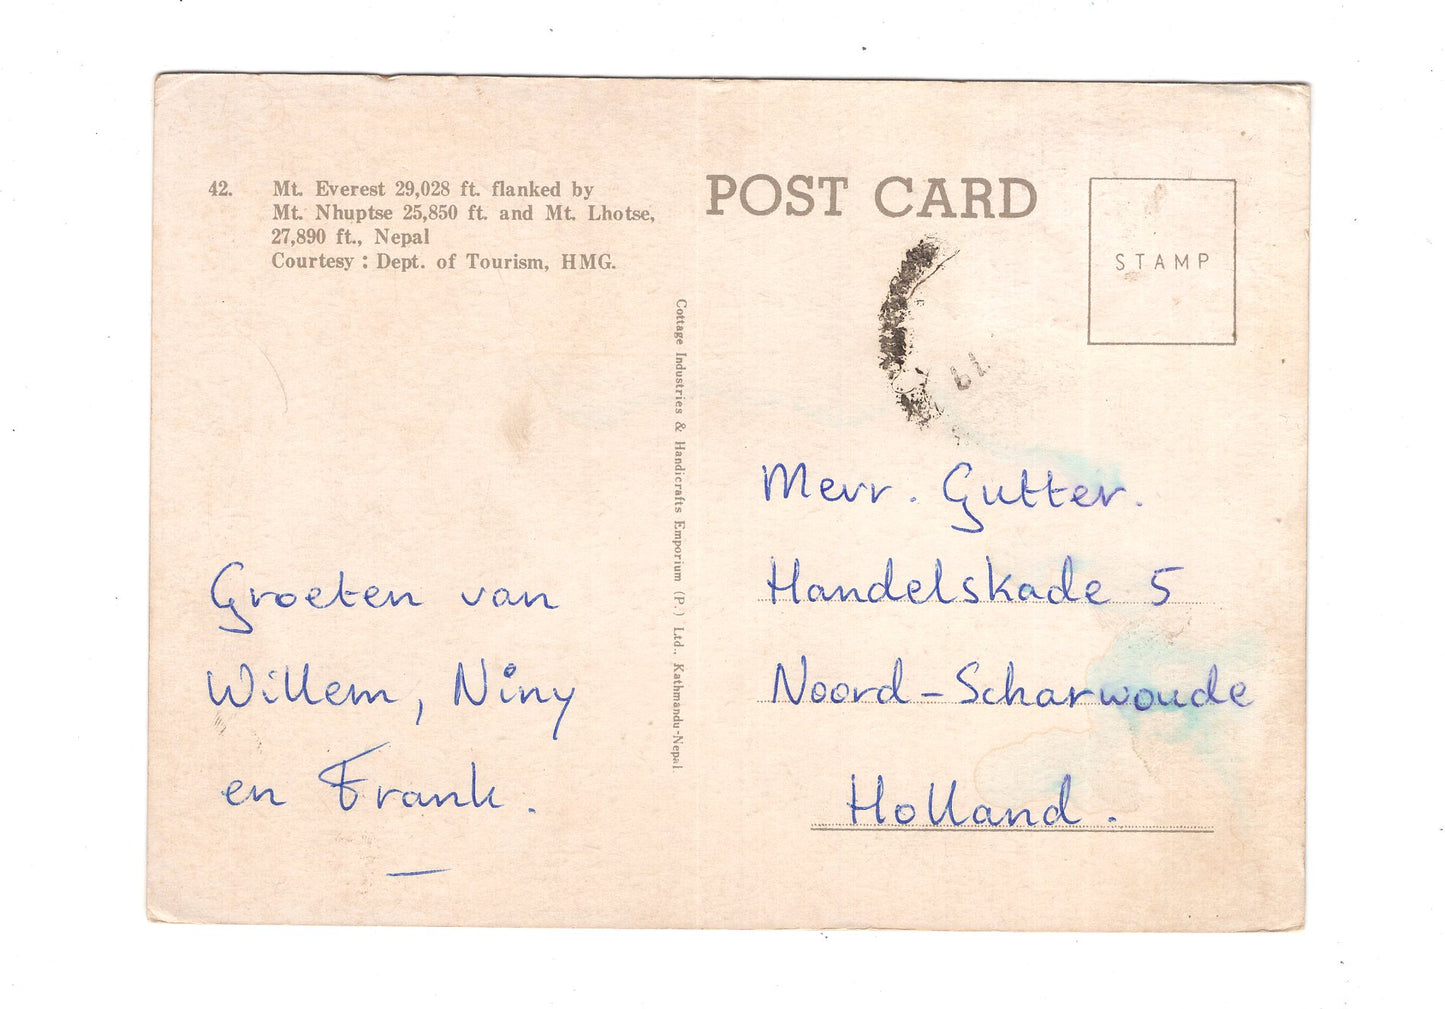 42. Mt. Everest 29,028 ft. flanked by
Mt. Nhuptse 25,850 ft. and Mt. Lhotse,
27,890 ft., Nepal
Courtesy : Dept. of Tourism, HMG.
Groeten van
Willem, Niny
en Frank.
Cottage Industries & Handicrafts Emporium (P.) Ltd., Kathmandu-Nepal.
POST CARD
STAMP
Merr. Gutter.
Handelskade 5
Noord-Scharwoude
Holland.